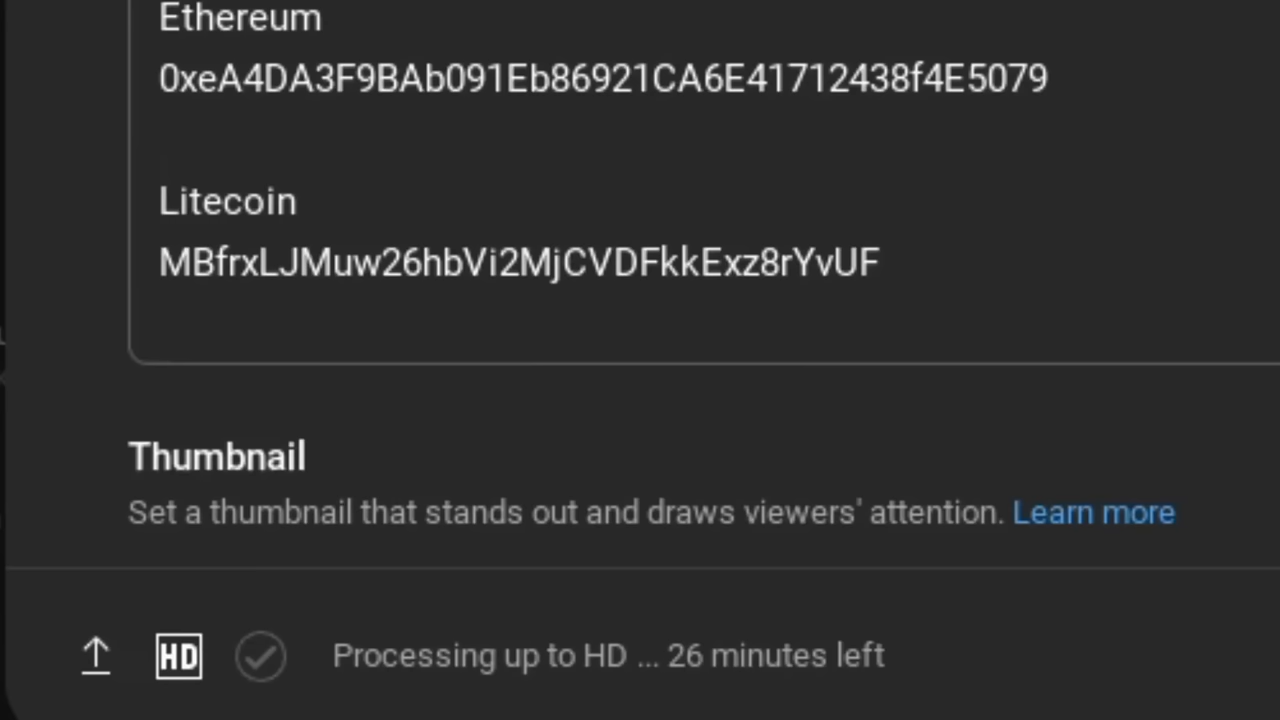 Ethereum
0xeA4DA3F9BAb091Eb86921CA6E41712438f4E5079
Litecoin
MBfrxLJMuw26hbVi2MjCVDFkkExz8rYvUF
Thumbnail
Set a thumbnail that stands out and draws viewers' attention. Learn more
HD Processing up to HD ... 26 minutes left